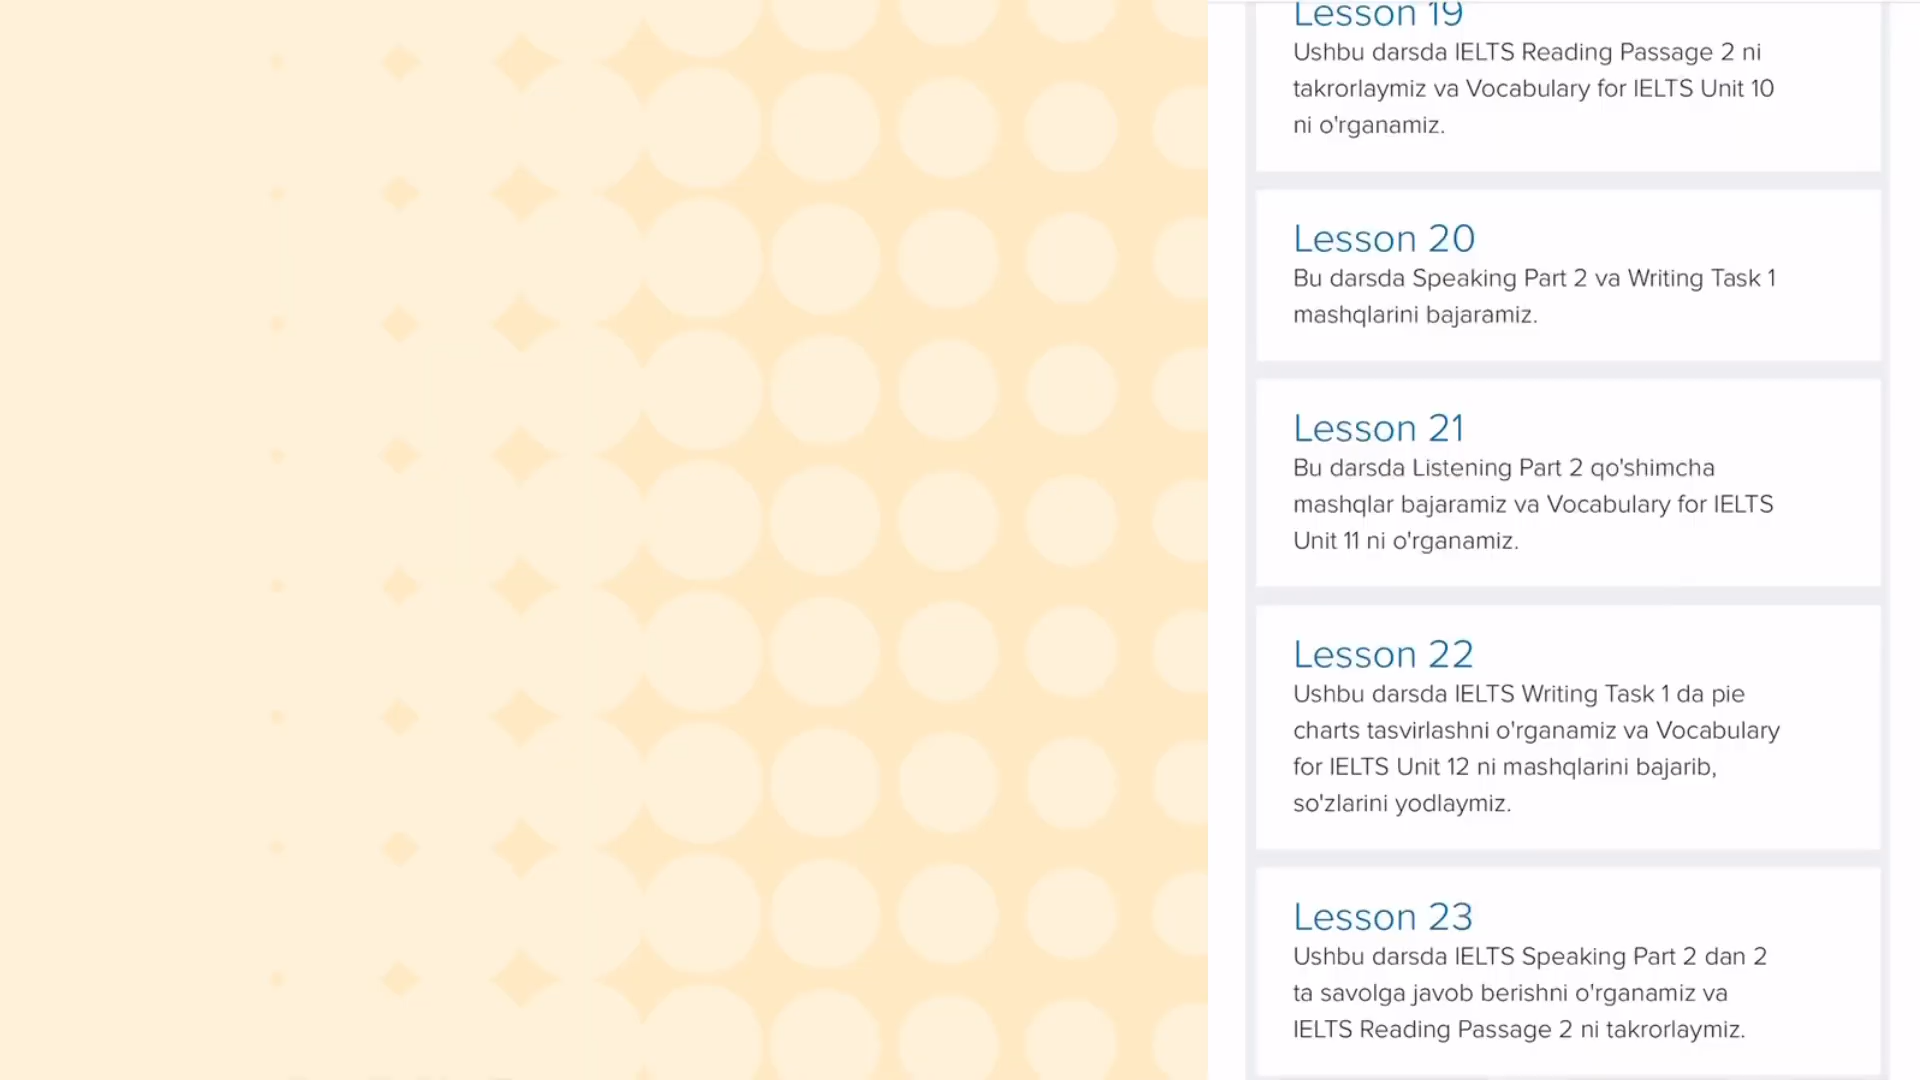 Lesson 19
Ushbu darsda IELTS Reading Passage 2 ni
takrorlaymiz va Vocabulary for IELTS Unit 10
ni o'rganamiz.
Lesson 20
Bu darsda Speaking Part 2 va Writing Task 1
mashqlarini bajaramiz.
Lesson 21
Bu darsda Listening Part 2 qo'shimcha
mashqlar bajaramiz va Vocabulary for IELTS
Unit 11 ni o'rganamiz.
Lesson 22
Ushbu darsda IELTS Writing Task 1 da pie
charts tasvirlashni o'rganamiz va Vocabulary
for IELTS Unit 12 ni mashqlarini bajarib,
so'zlarini yodlaymiz.
Lesson 23
Ushbu darsda IELTS Speaking Part 2 dan 2
ta savolga javob berishni o'rganamiz va
IELTS Reading Passage 2 ni takrorlaymiz.